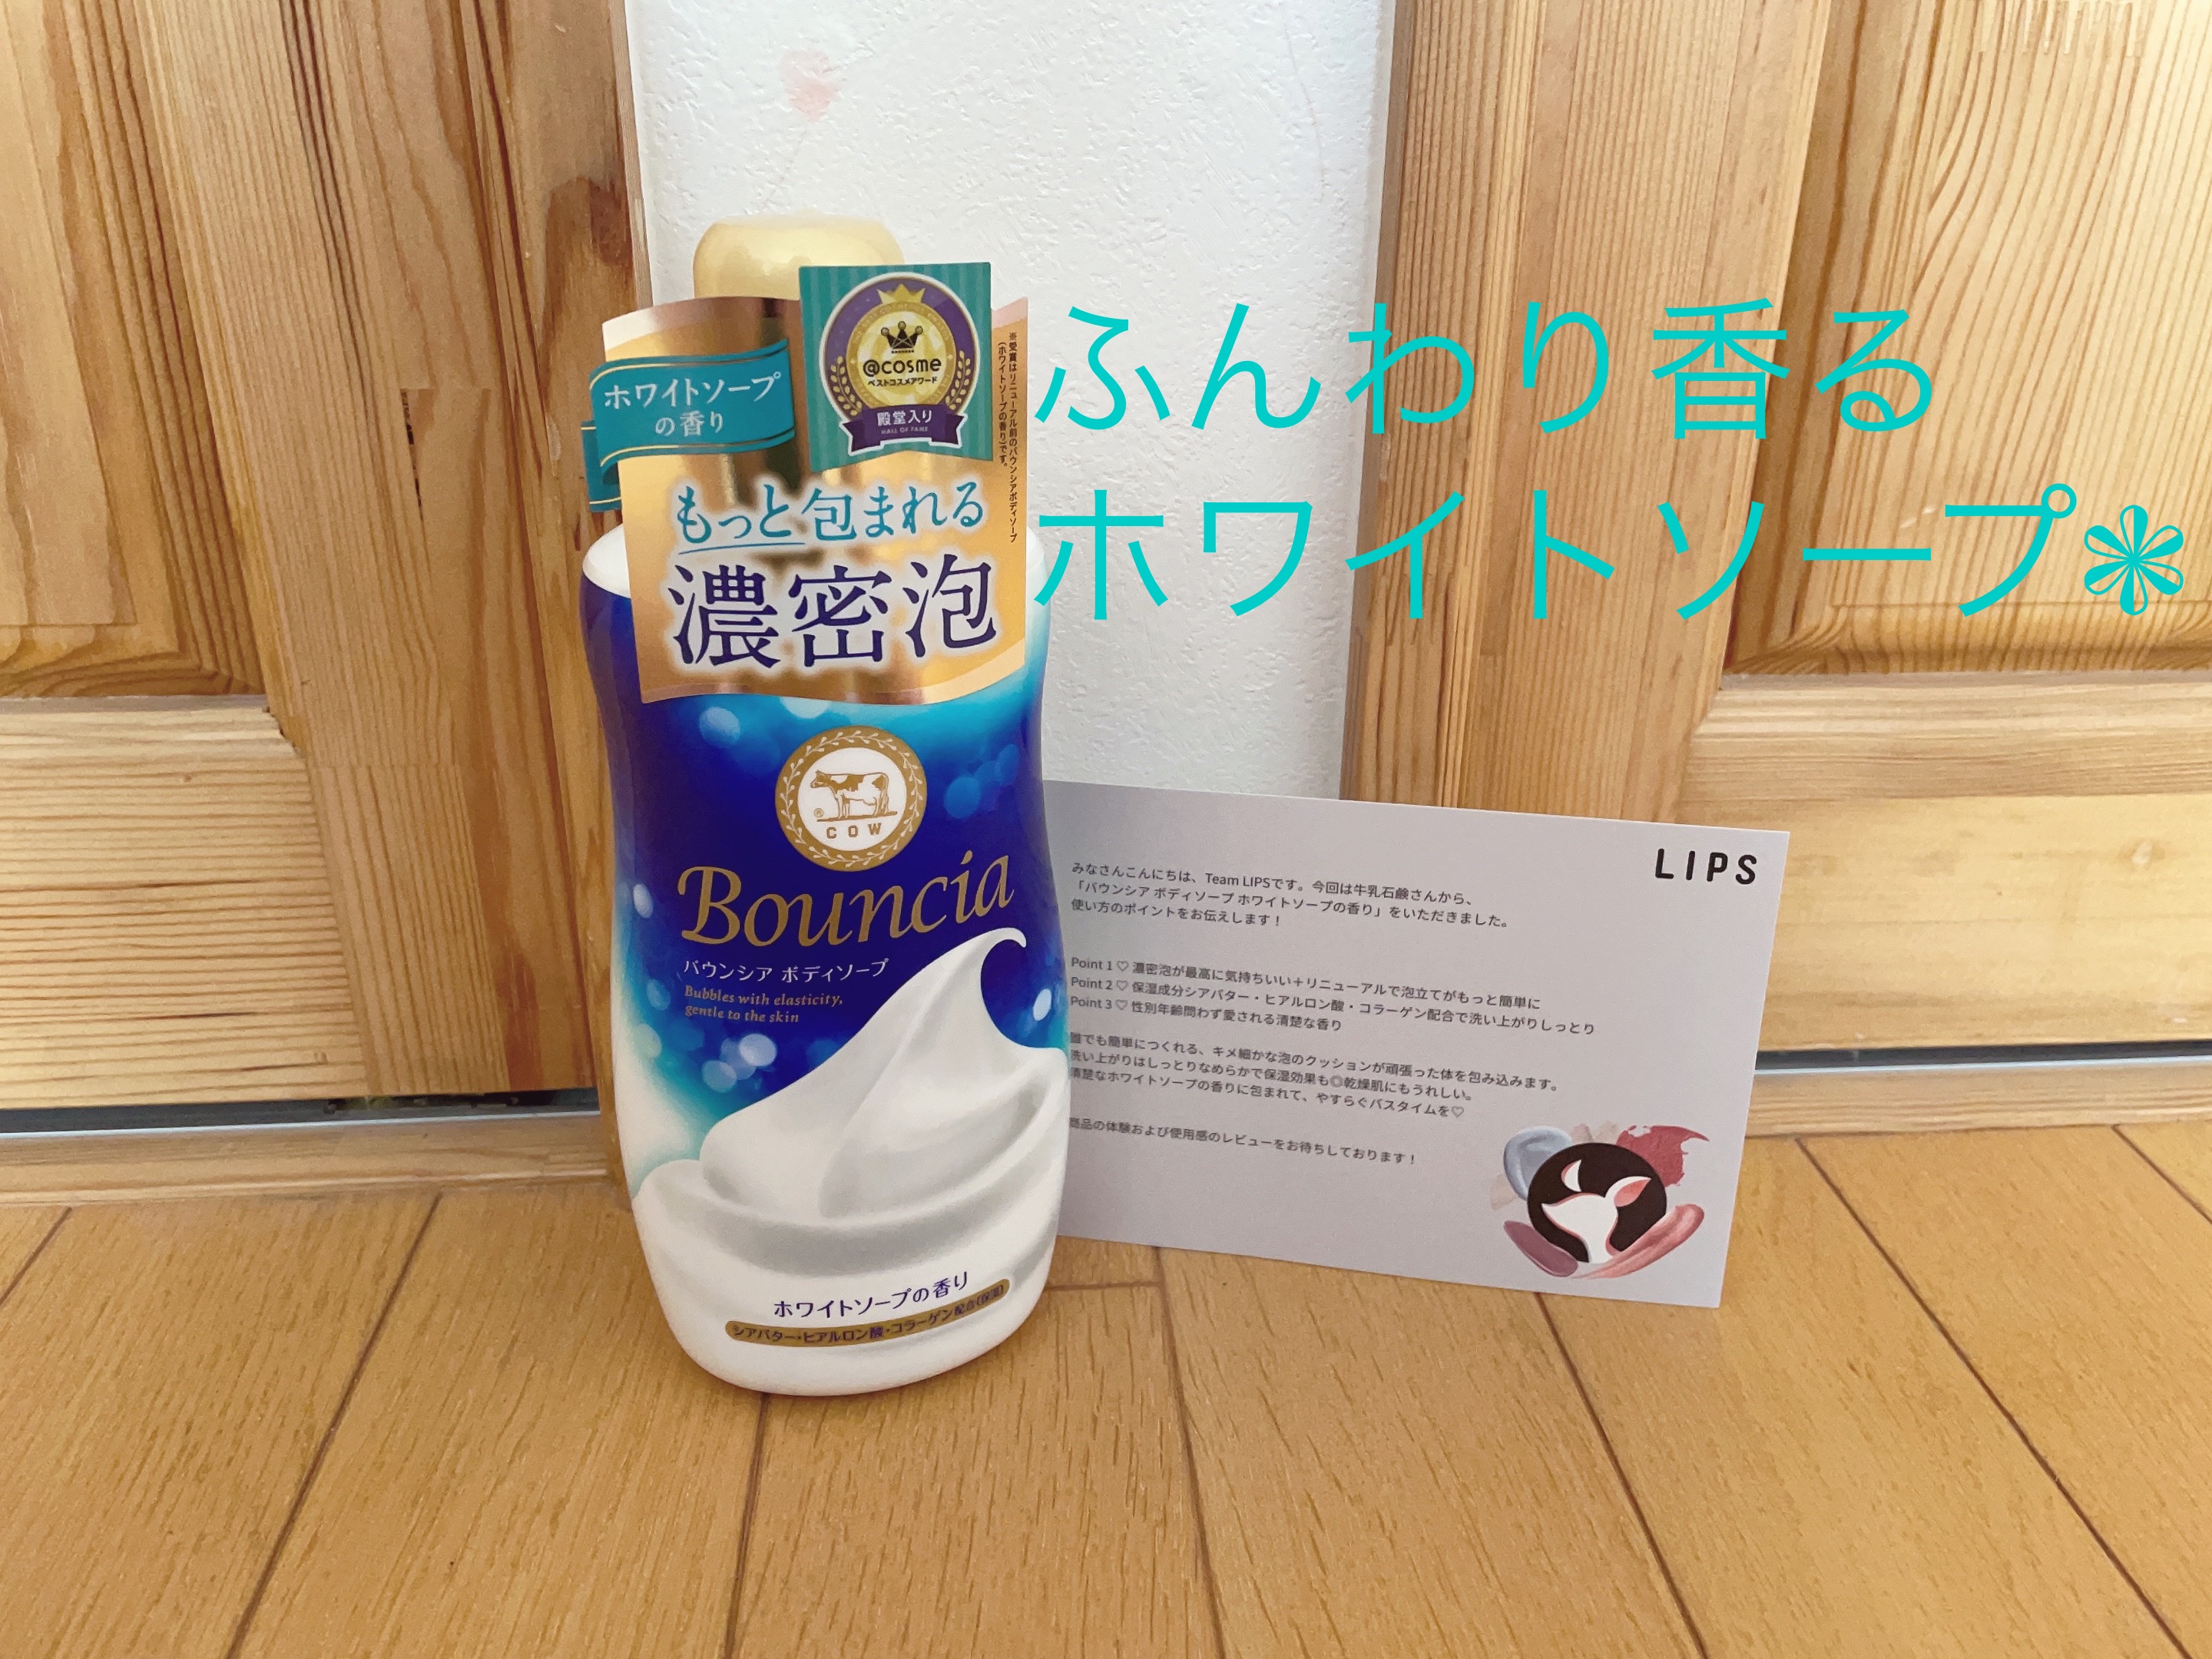 ふんわり香る
ホワイトソープ❇
ホワイトソープ
の香り
@cosme
ベストコスメアワード
殿堂入り
HALL OF FAME
※受賞はリニューアル前のバウンシアボディソープ
(ホワイトソープの香り)です。
もっと包まれる
濃密泡
COW
Bouncia
バウンシア ボディソープ
Bubbles with elasticity,
gentle to the skin
ホワイトソープの香り
シアバター・ヒアルロン酸・コラーゲン配合(保湿)
LIPS
みなさんこんにちは、Team LIPSです。今回は牛乳石鹸さんから、
「バウンシア ボディソープ ホワイトソープの香り」をいただきました。
使い方のポイントをお伝えします！
Point 1 ♡ 濃密泡が最高に気持ちいい＋リニューアルで泡立てがもっと簡単に
Point 2 ♡ 保湿成分シアバター・ヒアルロン酸・コラーゲン配合で洗い上がりしっとり
Point 3 ♡ 性別年齢問わず愛される清楚な香り
誰でも簡単につくれる、キメ細かな泡のクッションが頑張った体を包み込みます。
洗い上がりはしっとりなめらかで保湿効果も◎乾燥肌にもうれしい。
清楚なホワイトソープの香りに包まれて、やすらぐバスタイムを♡
商品の体験および使用感のレビューをお待ちしております！